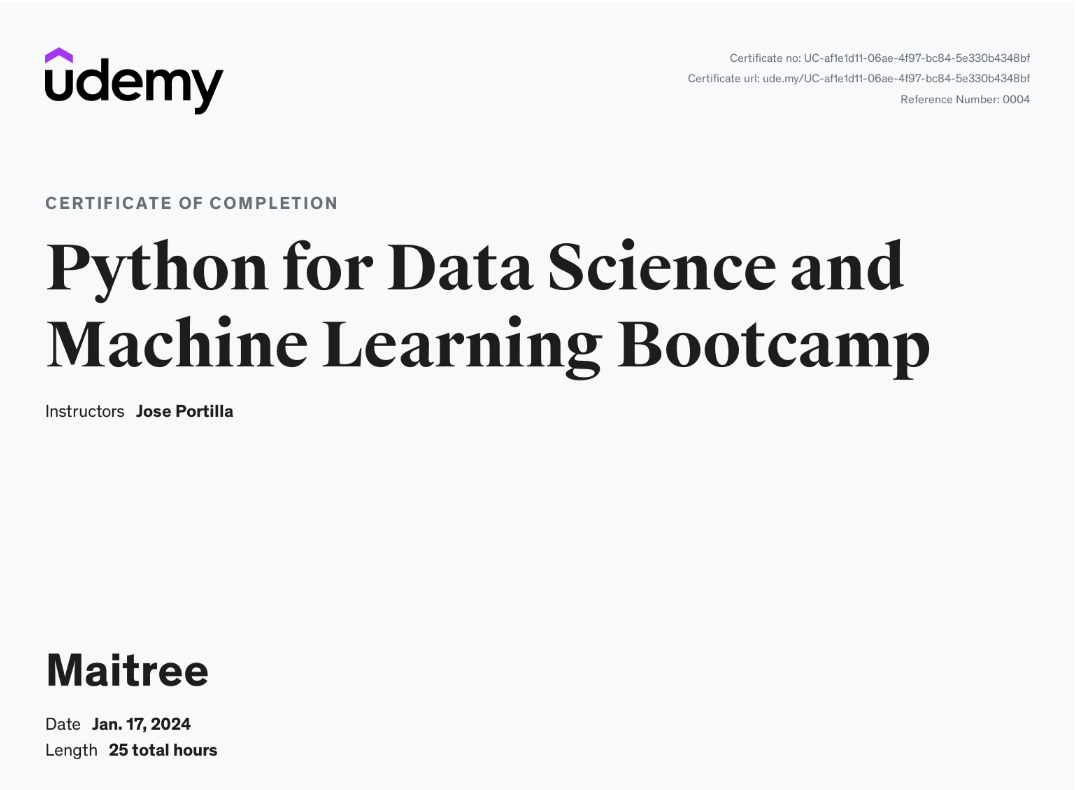 udemy
Certificate no: UC-af1e1d11-06ae-4f97-bc84-5e330b4348bf
Certificate url: ude.my/UC-af1e1d11-06ae-4f97-bc84-5e330b4348bf
Reference Number: 0004
CERTIFICATE OF COMPLETION
Python for Data Science and
Machine Learning Bootcamp
Instructors Jose Portilla
Maitree
Date Jan. 17, 2024
Length 25 total hours